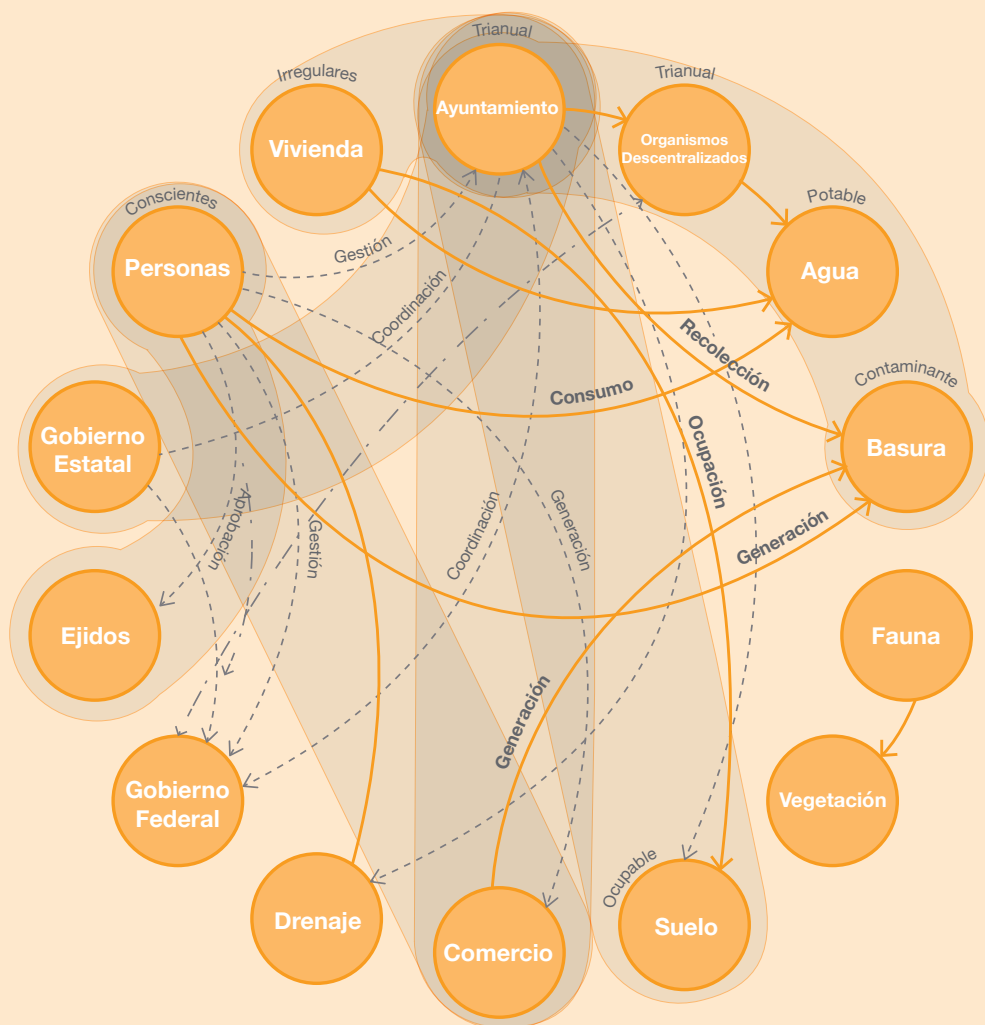 Trianual
Ayuntamiento
Irregulares
Vivienda
Trianual
Organismos
Descentralizados
Conscientes
Personas
Potable
Agua
Gestión
Coordinación
Recolección
Consumo
Contaminante
Basura
Gobierno
Estatal
Ocupación
Aprobación
Gestión
Coordinación
Generación
Generación
Ejidos
Fauna
Generación
Gobierno
Federal
Vegetación
Drenaje
Comercio
Ocupable
Suelo